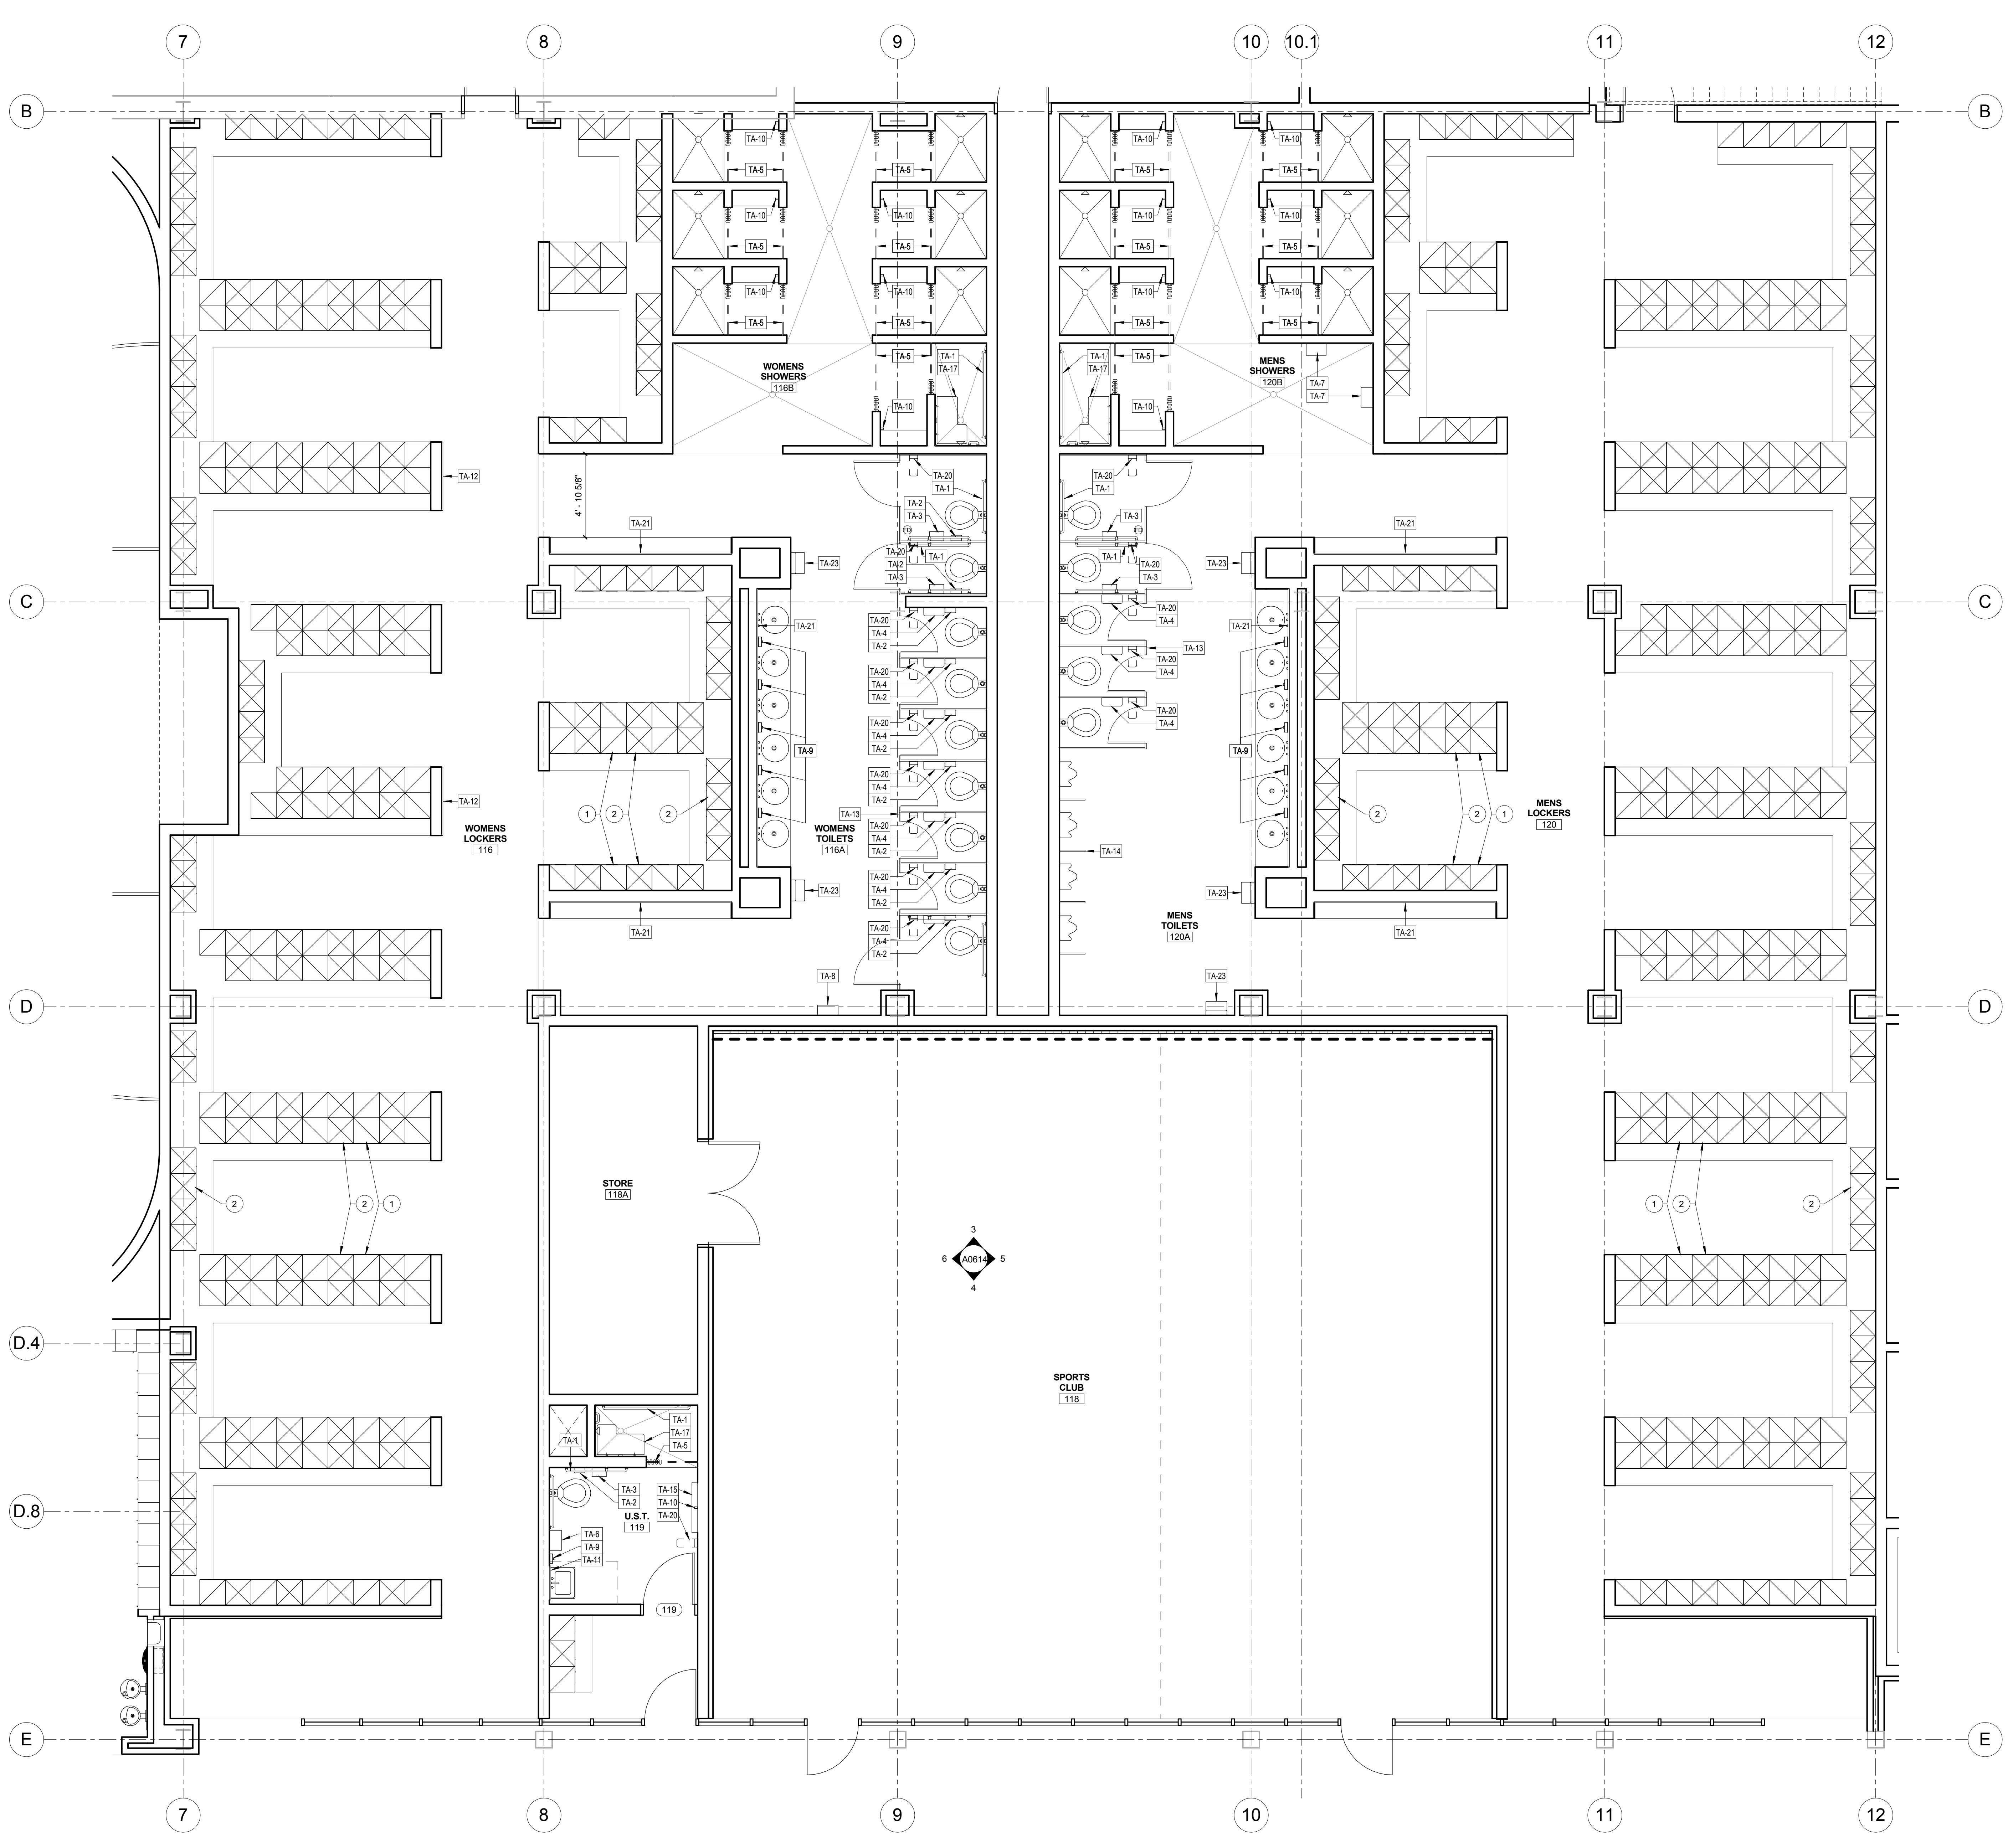 7 8 9 10 10.1 11 12
B B
TA-10 TA-10 TA-10
TA-5 TA-5 TA-5 TA-5
TA-10 TA-10 TA-10 TA-10
TA-5 TA-5 TA-5 TA-5
TA-10 TA-10 TA-10 TA-10
TA-5 TA-5 TA-5 TA-5
TA-5 TA-1 TA-1 TA-5
TA-17 TA-17
WOMENS
SHOWERS
116B
MENS
SHOWERS
120B
TA-7
TA-7
TA-10 TA-10
TA-12
4' - 10 5/8"
TA-20 TA-20
TA-1 TA-1
TA-2
TA-3 TA-3
FD FD
TA-21 TA-21
TA-20 TA-1 TA-1 TA-20
TA-2
TA-3 TA-3
TA-23 TA-23
C C
TA-20 TA-20
TA-4 TA-4
TA-2
TA-21 TA-21
TA-13
TA-20 TA-20
TA-4 TA-4
TA-2
TA-20 TA-20
TA-4 TA-4
TA-2
TA-9 TA-9
TA-20
TA-4
TA-2
TA-12
1 2 2
2 2 1
WOMENS
LOCKERS
116
WOMENS
TOILETS
116A
MENS
LOCKERS
120
TA-13
TA-20
TA-4
TA-2
TA-14
TA-20
TA-4
TA-2
TA-23 TA-23
TA-21 TA-21
TA-20
TA-4
TA-2
MENS
TOILETS
120A
TA-8 TA-23
D D
STORE
118A
2 2 1
1 2 2
3
6 A0614 5
4
D.4
SPORTS
CLUB
118
TA-1
TA-17
TA-5
TA-1
TA-3
TA-2
TA-15
TA-10
TA-20
U.S.T.
119
D.8
TA-6
TA-9
TA-11
119
E E
7 8 9 10 11 12